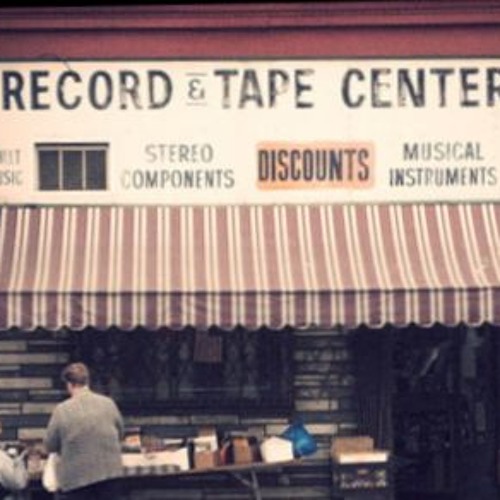 RECORD & TAPE CENTER
STEREO COMPONENTS
DISCOUNTS
MUSICAL INSTRUMENTS